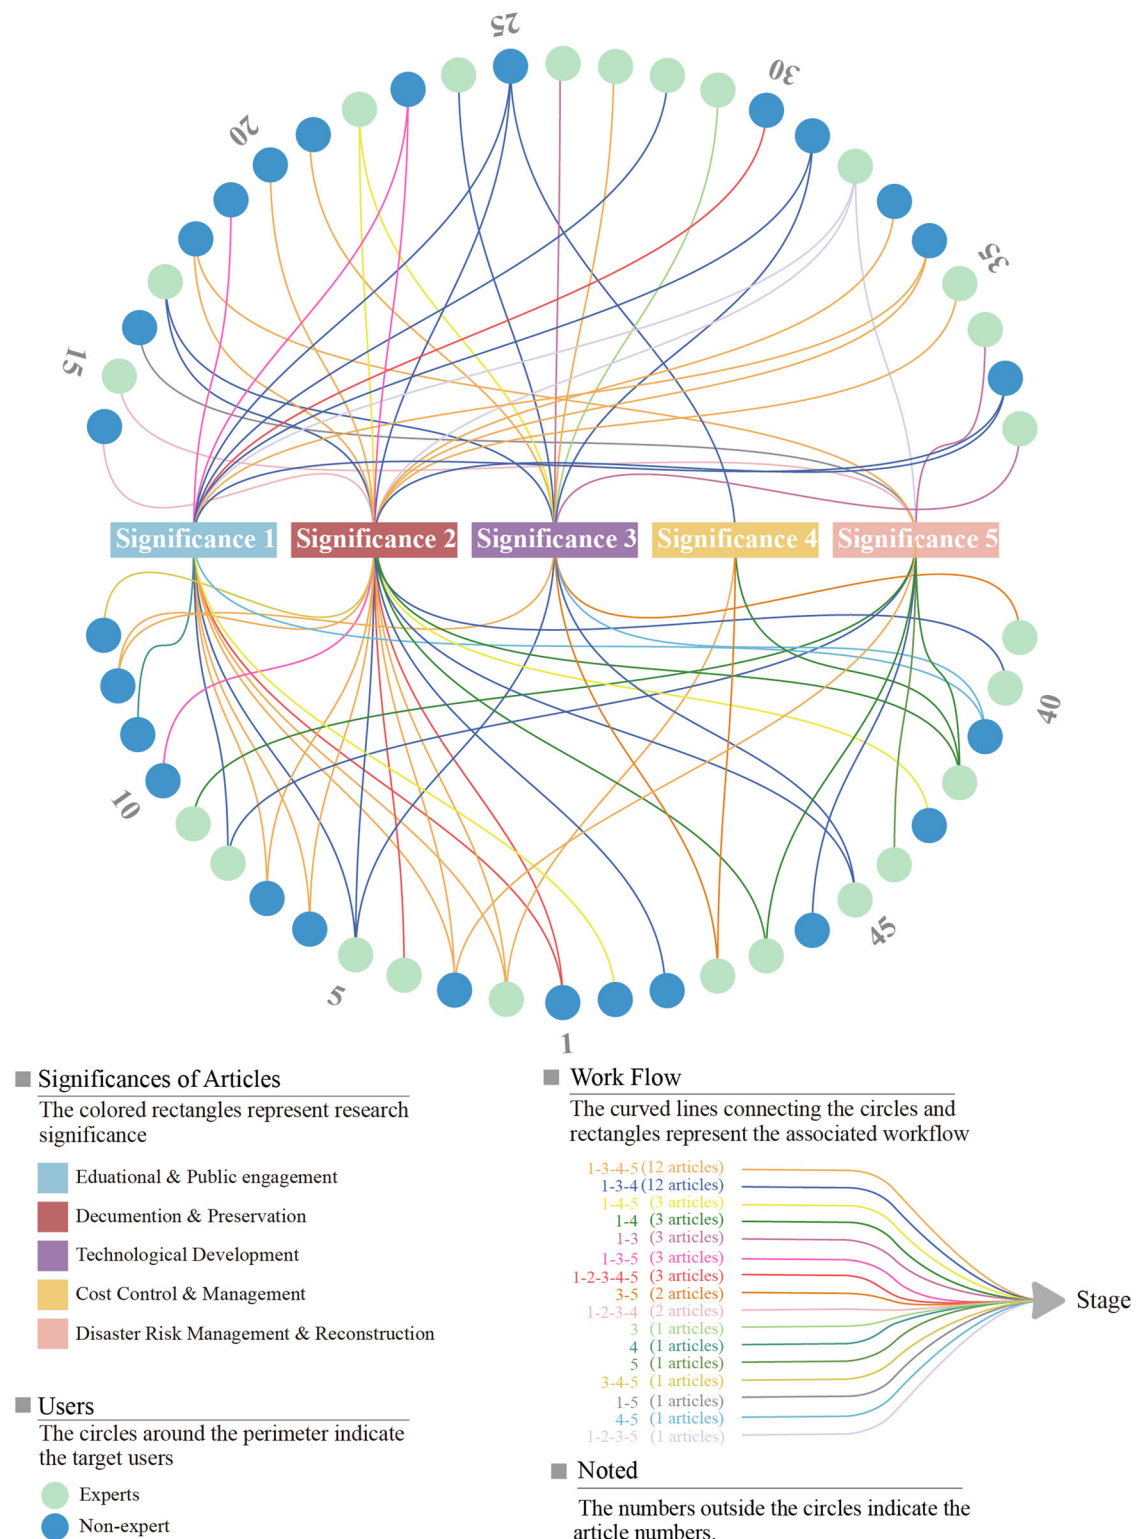 25
30
20
35
15
Significance 1
Significance 2
Significance 3
Significance 4
Significance 5
40
10
45
5
1
Significances of Articles
The colored rectangles represent research
significance
Eduational & Public engagement
Decumention & Preservation
Technological Development
Cost Control & Management
Disaster Risk Management & Reconstruction
Users
The circles around the perimeter indicate
the target users
Experts
Non-expert
Work Flow
The curved lines connecting the circles and
rectangles represent the associated workflow
1-3-4-5 (12 articles)
1-3-4 (12 articles)
1-4-5 (3 articles)
1-4 (3 articles)
1-3 (3 articles)
1-3-5 (3 articles)
1-2-3-4-5 (3 articles)
3-5 (2 articles)
1-2-3-4 (2 articles)
3 (1 articles)
4 (1 articles)
5 (1 articles)
3-4-5 (1 articles)
1-5 (1 articles)
4-5 (1 articles)
1-2-3-5 (1 articles)
Stage
Noted
The numbers outside the circles indicate the
article numbers.